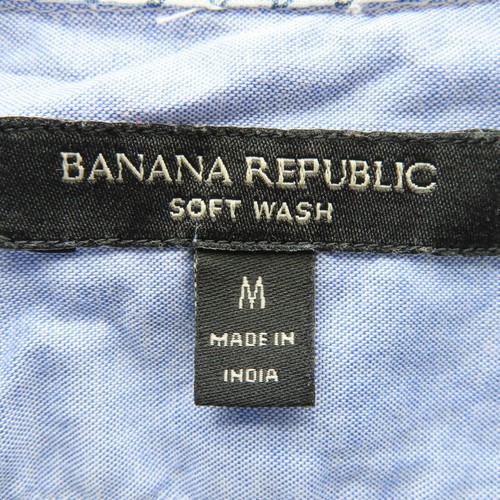 BANANA REPUBLIC
SOFT WASH
M
MADE IN
INDIA